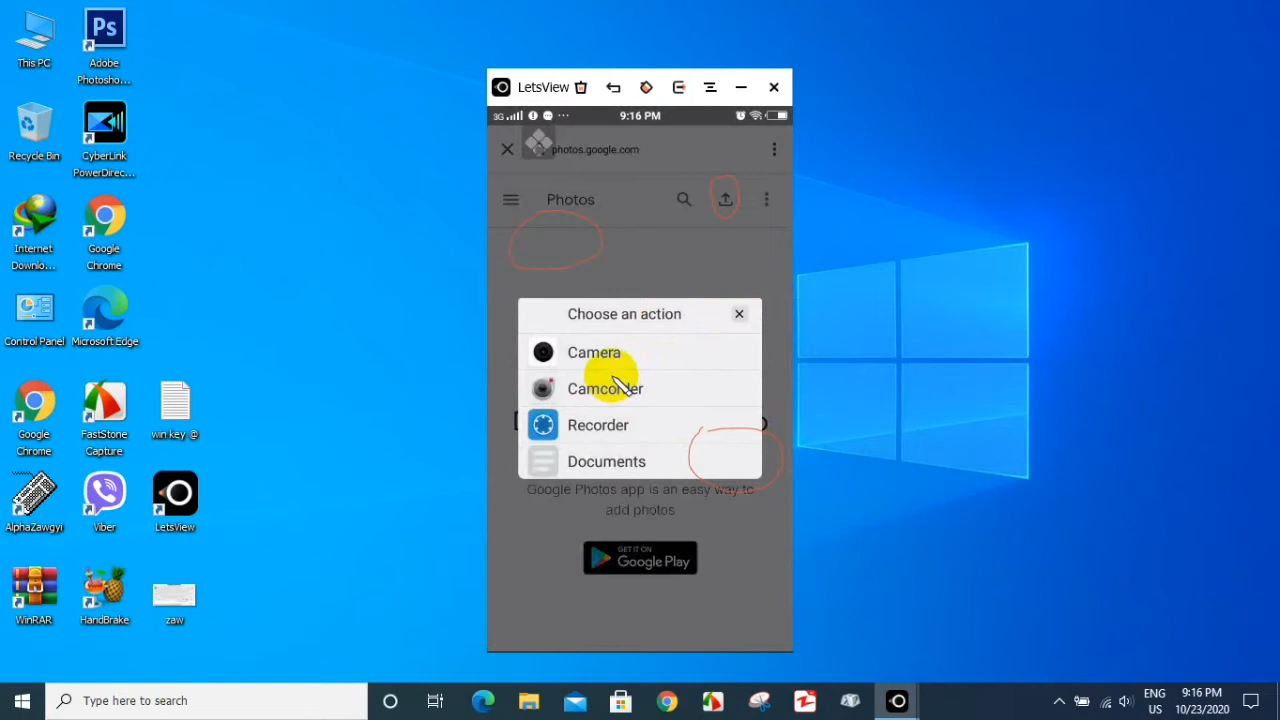 This PC
Adobe
Photosho...
Recycle Bin
CyberLink
PowerDirec...
Internet
Downlo...
Google
Chrome
Control Panel
Microsoft Edge
Google
Chrome
FastStone
Capture
win key @
AlphaZawgyi
Viber
LetsView
WinRAR
HandBrake
zaw
LetsView
3G
9:16 PM
photos.google.com
Photos
Choose an action
Camera
Camcorder
Recorder
Documents
Google Photos app is an easy way to
add photos
GET IT ON
Google Play
Type here to search
ENG
US
9:16 PM
10/23/2020